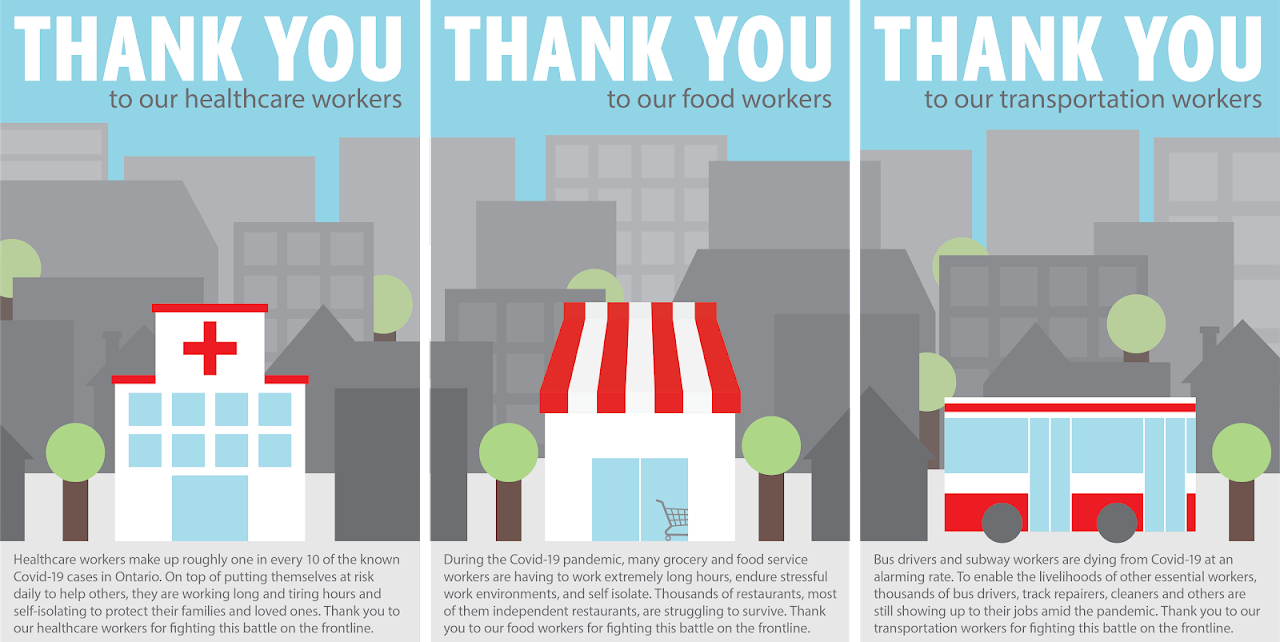 THANK YOU
to our healthcare workers
Healthcare workers make up roughly one in every 10 of the known
Covid-19 cases in Ontario. On top of putting themselves at risk
daily to help others, they are working long and tiring hours and
self-isolating to protect their families and loved ones. Thank you to
our healthcare workers for fighting this battle on the frontline.
THANK YOU
to our food workers
During the Covid-19 pandemic, many grocery and food service
workers are having to work extremely long hours, endure stressful
work environments, and self isolate. Thousands of restaurants, most
of them independent restaurants, are struggling to survive. Thank
you to our food workers for fighting this battle on the frontline.
THANK YOU
to our transportation workers
Bus drivers and subway workers are dying from Covid-19 at an
alarming rate. To enable the livelihoods of other essential workers,
thousands of bus drivers, track repairers, cleaners and others are
still showing up to their jobs amid the pandemic. Thank you to our
transportation workers for fighting this battle on the frontline.